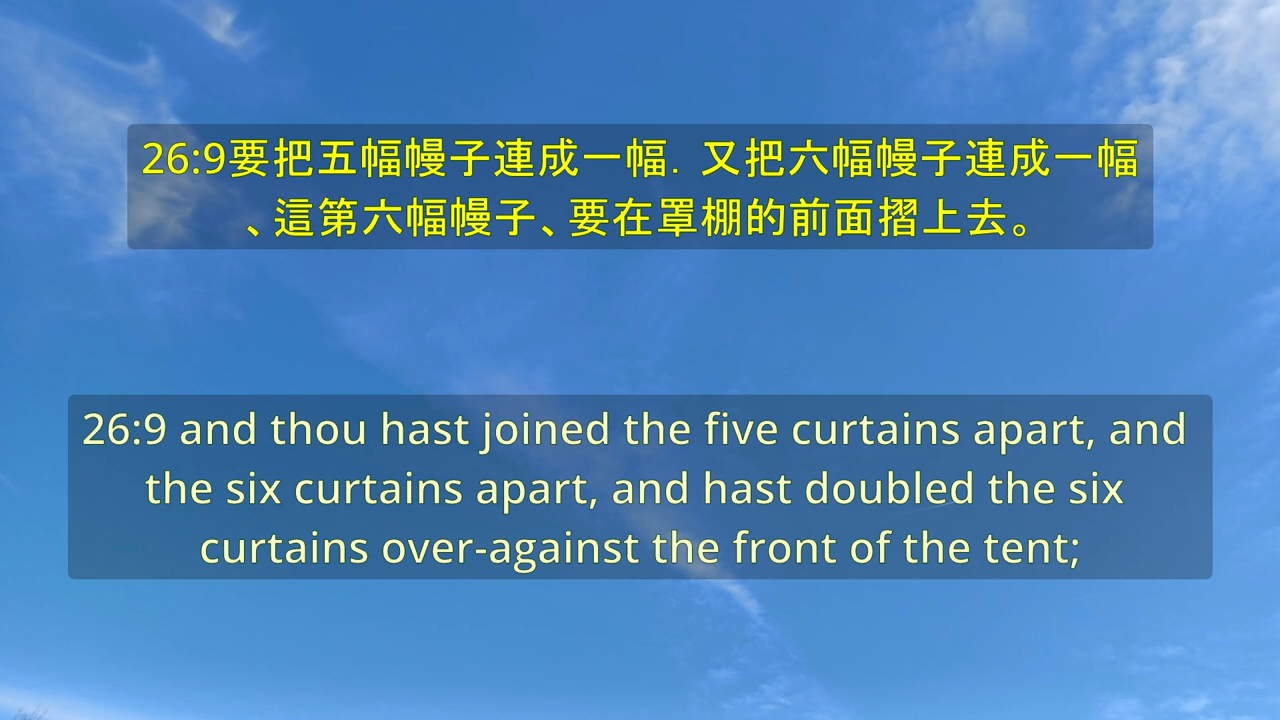 26:9要把五幅幔子連成一幅．又把六幅幔子連成一幅
、這第六幅幔子、要在罩棚的前面摺上去。
26:9 and thou hast joined the five curtains apart, and
the six curtains apart, and hast doubled the six
curtains over-against the front of the tent;